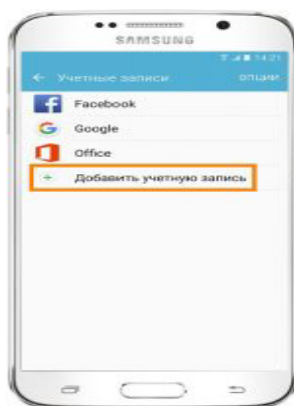 SAMSUNG
14:21
← Учетные записи ОПЦИИ
Facebook
Google
Office
+ Добавить учетную запись